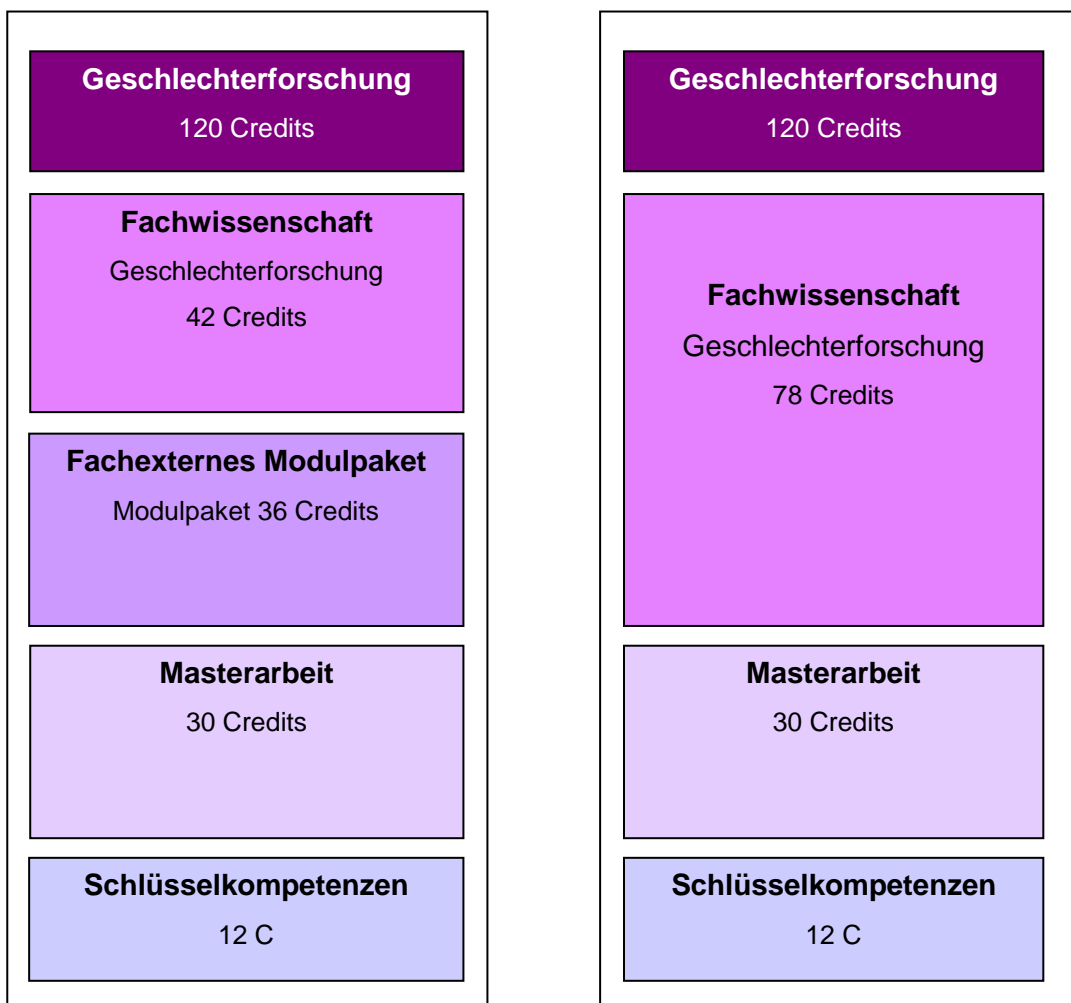 Geschlechterforschung
120 Credits
Fachwissenschaft
Geschlechterforschung
42 Credits
Fachexternes Modulpaket
Modulpaket 36 Credits
Masterarbeit
30 Credits
Schlüsselkompetenzen
12 C
Geschlechterforschung
120 Credits
Fachwissenschaft
Geschlechterforschung
78 Credits
Masterarbeit
30 Credits
Schlüsselkompetenzen
12 C